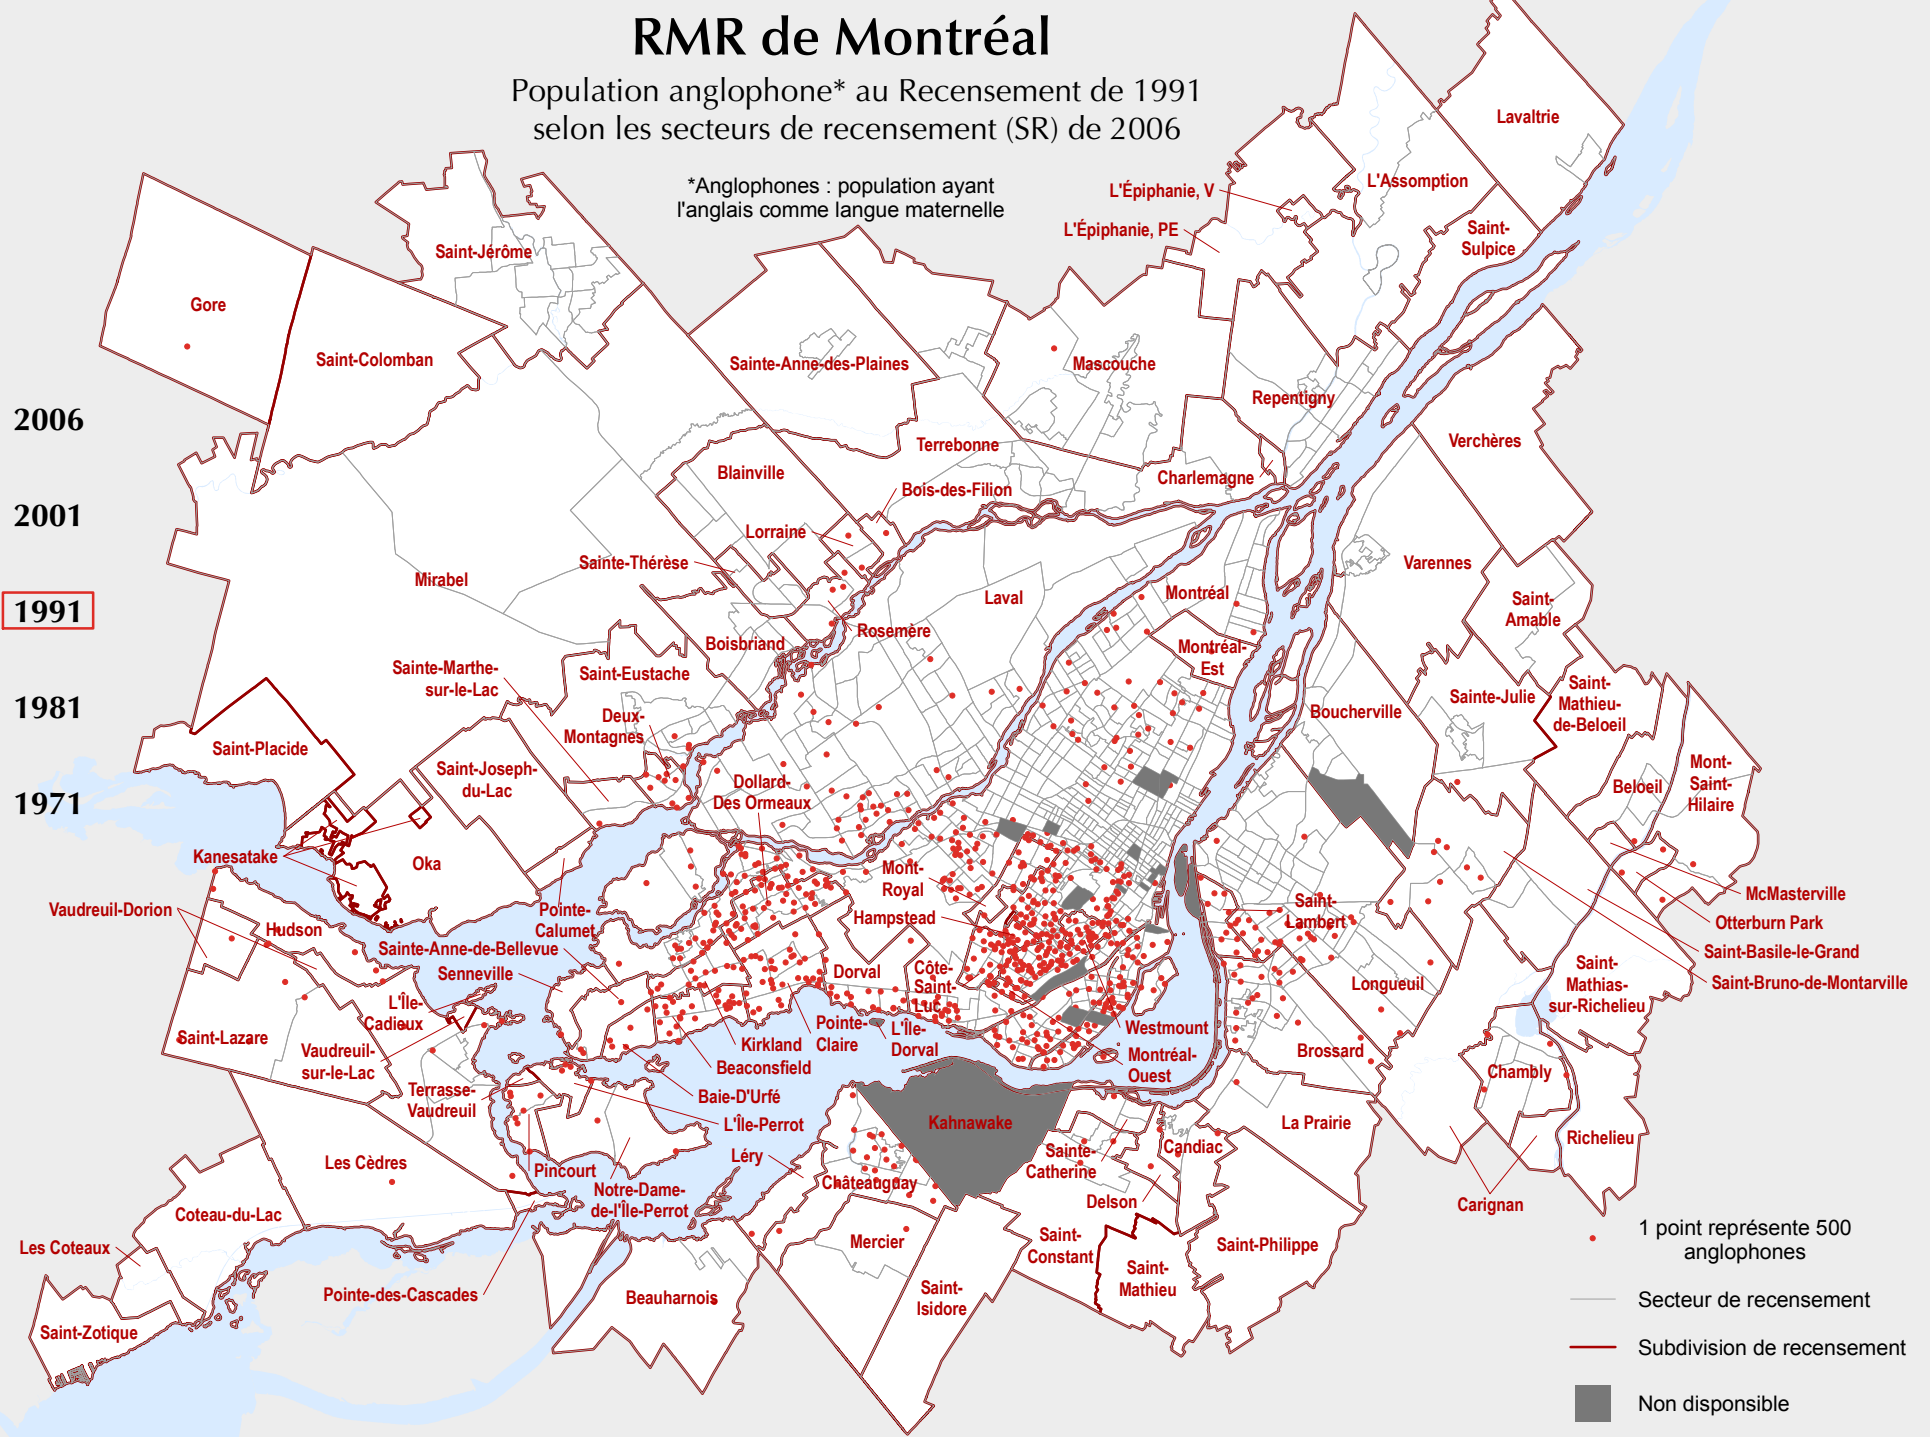 RMR de Montréal
Population anglophone* au Recensement de 1991
selon les secteurs de recensement (SR) de 2006
*Anglophones : population ayant
l'anglais comme langue maternelle
2006
2001
1991
1981
1971
Lavaltrie
L'Assomption
L'Épiphanie, V
L'Épiphanie, PE
Saint-
Sulpice
Saint-Jérôme
Gore
Saint-Colomban
Sainte-Anne-des-Plaines
Mascouche
Repentigny
Verchères
Terrebonne
Blainville
Charlemagne
Bois-des-Filion
Lorraine
Sainte-Thérèse
Mirabel
Laval
Montréal
Varennes
Saint-
Amable
Rosemère
Boisbriand
Montréal-
Est
Sainte-Marthe-
sur-le-Lac
Saint-Eustache
Deux-
Montagnes
Boucherville
Sainte-Julie
Saint-
Mathieu-
de-Beloeil
Saint-Placide
Saint-Joseph-
du-Lac
Dollard-
Des Ormeaux
Beloeil
Mont-
Saint-
Hilaire
Kanesatake
Oka
Mont-
Royal
Hampstead
McMasterville
Otterburn Park
Saint-Basile-le-Grand
Saint-Bruno-de-Montarville
Vaudreuil-Dorion
Hudson
Pointe-
Calumet
Saint-
Lambert
Sainte-Anne-de-Bellevue
Senneville
Dorval
Côte-
Saint-
Luc
Longueuil
Saint-
Mathias-
sur-Richelieu
L'Île-
Cadieux
Saint-Lazare
Vaudreuil-
sur-le-Lac
Kirkland
Beaconsfield
Pointe-
Claire
L'Île-
Dorval
Westmount
Montréal-
Ouest
Brossard
Chambly
Terrasse-
Vaudreuil
Baie-D'Urfé
L'Île-Perrot
Kahnawake
La Prairie
Richelieu
Les Cèdres
Pincourt
Léry
Notre-Dame-
de-l'Île-Perrot
Châteauguay
Sainte-
Catherine
Candiac
Delson
Carignan
Coteau-du-Lac
Les Coteaux
Mercier
Saint-
Constant
Saint-Philippe
Saint-
Mathieu
Saint-
Isidore
Pointe-des-Cascades
Beauharnois
Saint-Zotique
1 point représente 500
anglophones
Secteur de recensement
Subdivision de recensement
Non disponible